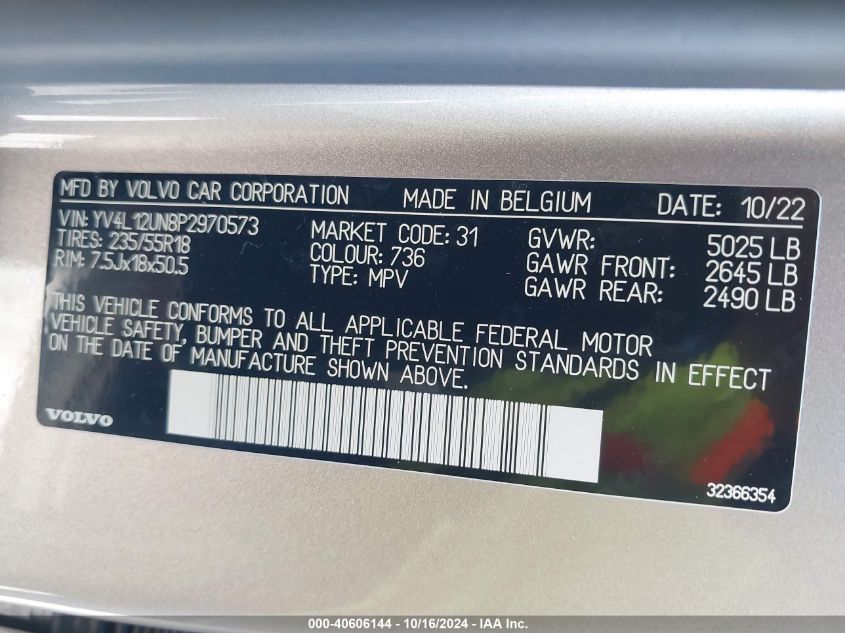 MFD BY VOLVO CAR CORPORATION MADE IN BELGIUM DATE: 10/22
VIN: YV4L12UN8P2970573 MARKET CODE: 31 GVWR: 5025 LB
TIRES: 235/55R18 COLOUR: 736 GAWR FRONT: 2645 LB
RIM: 7.5Jx18x50.5 TYPE: MPV GAWR REAR: 2490 LB
THIS VEHICLE CONFORMS TO ALL APPLICABLE FEDERAL MOTOR
VEHICLE SAFETY, BUMPER AND THEFT PREVENTION STANDARDS IN EFFECT
ON THE DATE OF MANUFACTURE SHOWN ABOVE.
VOLVO
32366354
000-40606144 - 10/16/2024 - IAA Inc.